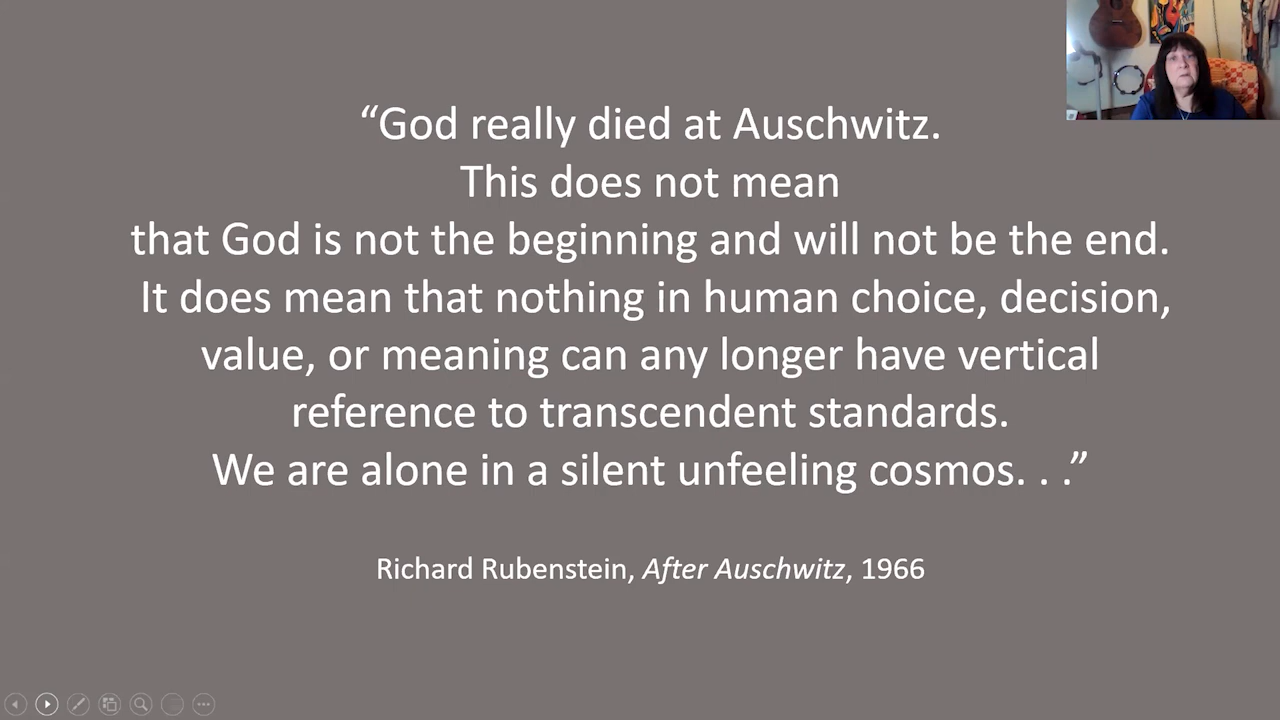 “God really died at Auschwitz.
This does not mean
that God is not the beginning and will not be the end.
It does mean that nothing in human choice, decision,
value, or meaning can any longer have vertical
reference to transcendent standards.
We are alone in a silent unfeeling cosmos. . .”
Richard Rubenstein, After Auschwitz, 1966